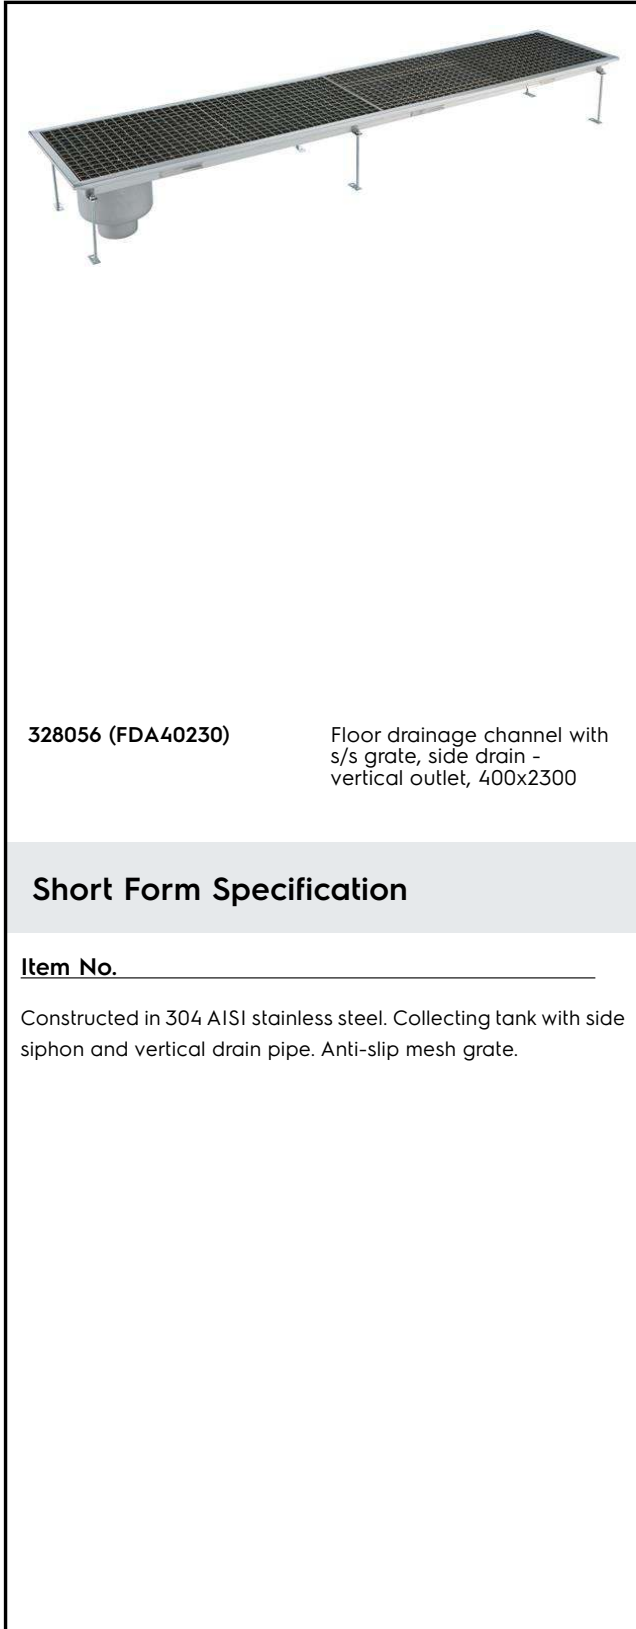 328056 (FDA40230)
Floor drainage channel with
s/s grate, side drain -
vertical outlet, 400x2300
Short Form Specification
Item No.
Constructed in 304 AISI stainless steel. Collecting tank with side
siphon and vertical drain pipe. Anti-slip mesh grate.